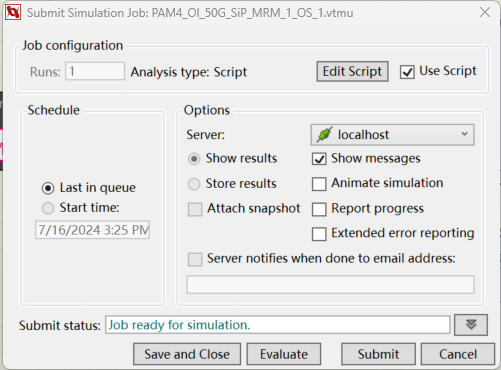 Submit Simulation Job: PAM4_OI_50G_SiP_MRM_1_OS_1.vtmu
Job configuration
Runs: 1 Analysis type: Script Edit Script Use Script
Schedule
Last in queue
Start time:
7/16/2024 3:25 PM
Options
Server: localhost
Show results Show messages
Store results Animate simulation
Attach snapshot Report progress
Extended error reporting
Server notifies when done to email address:
Submit status: Job ready for simulation.
Save and Close Evaluate Submit Cancel